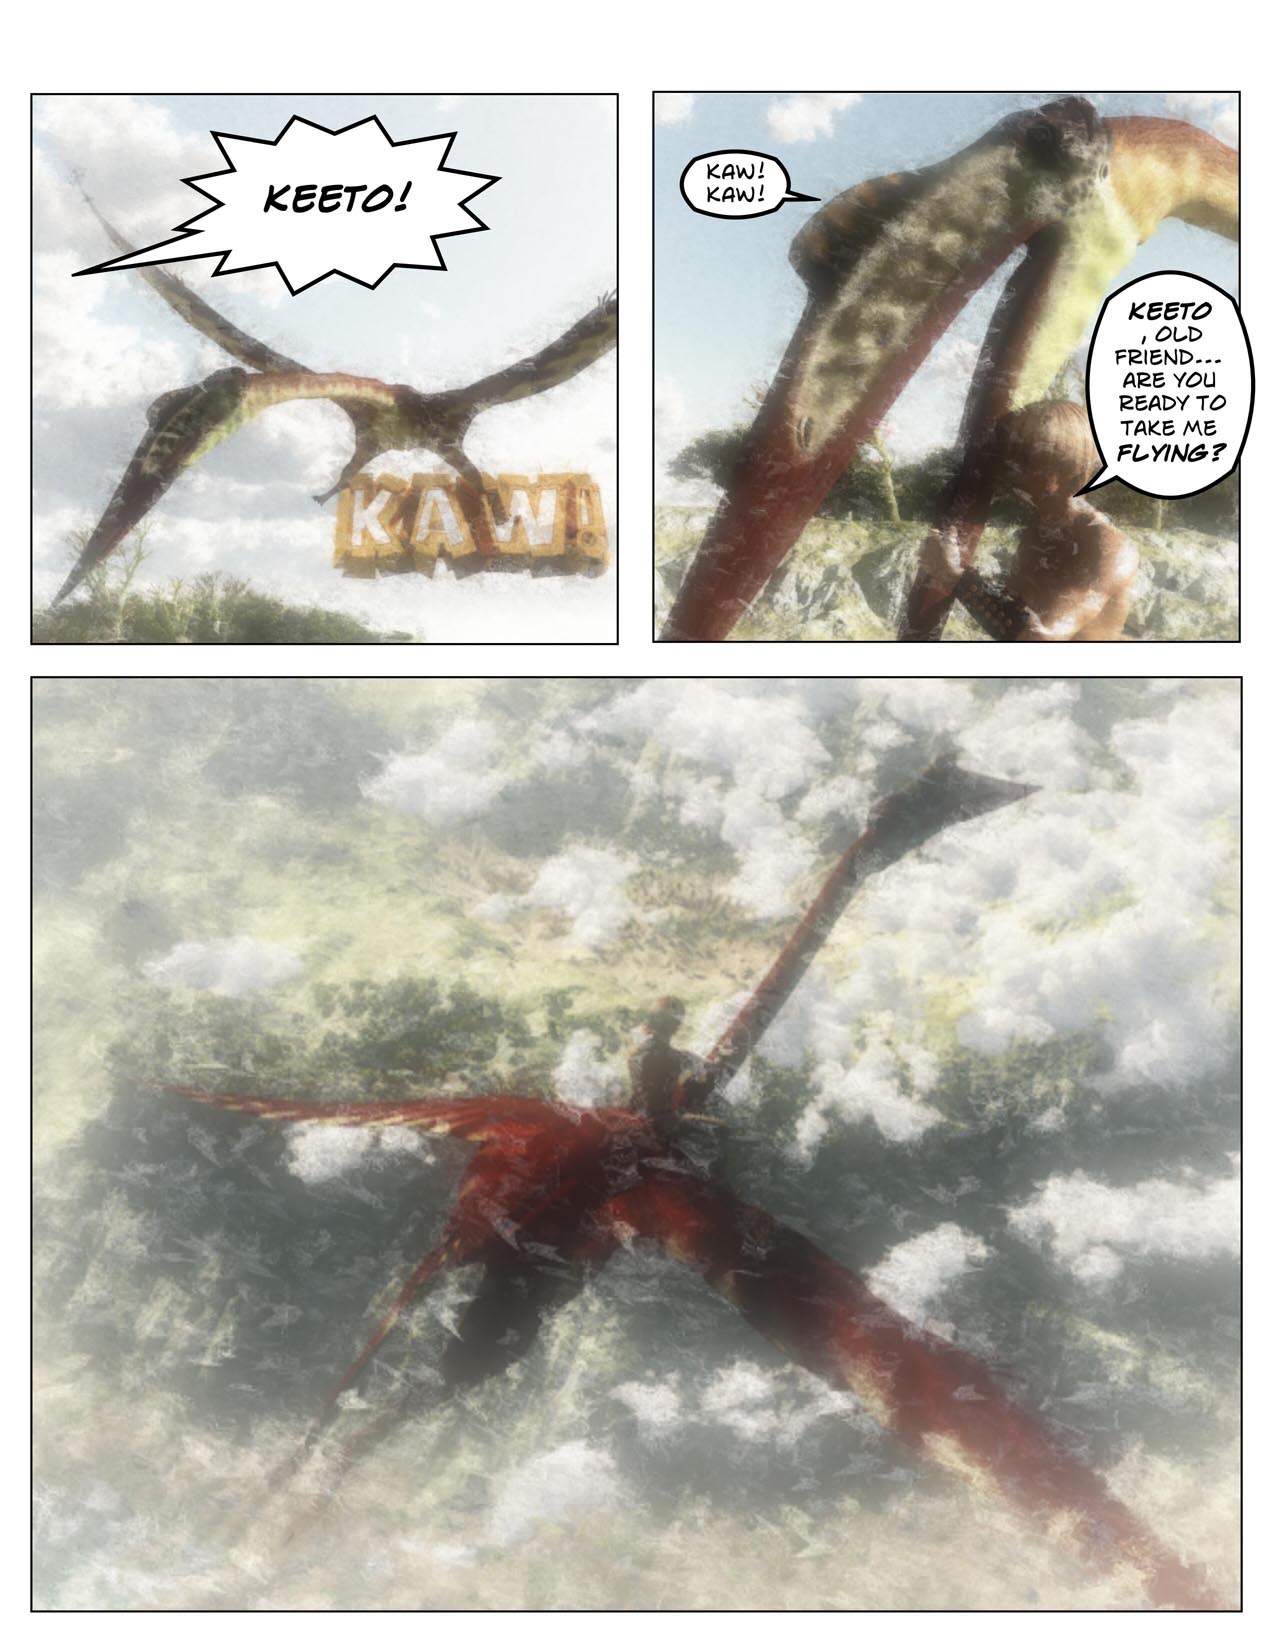 KEETO!
KAW!
KAW!
KAW!
KEETO
, OLD
FRIEND...
ARE YOU
READY TO
TAKE ME
FLYING?